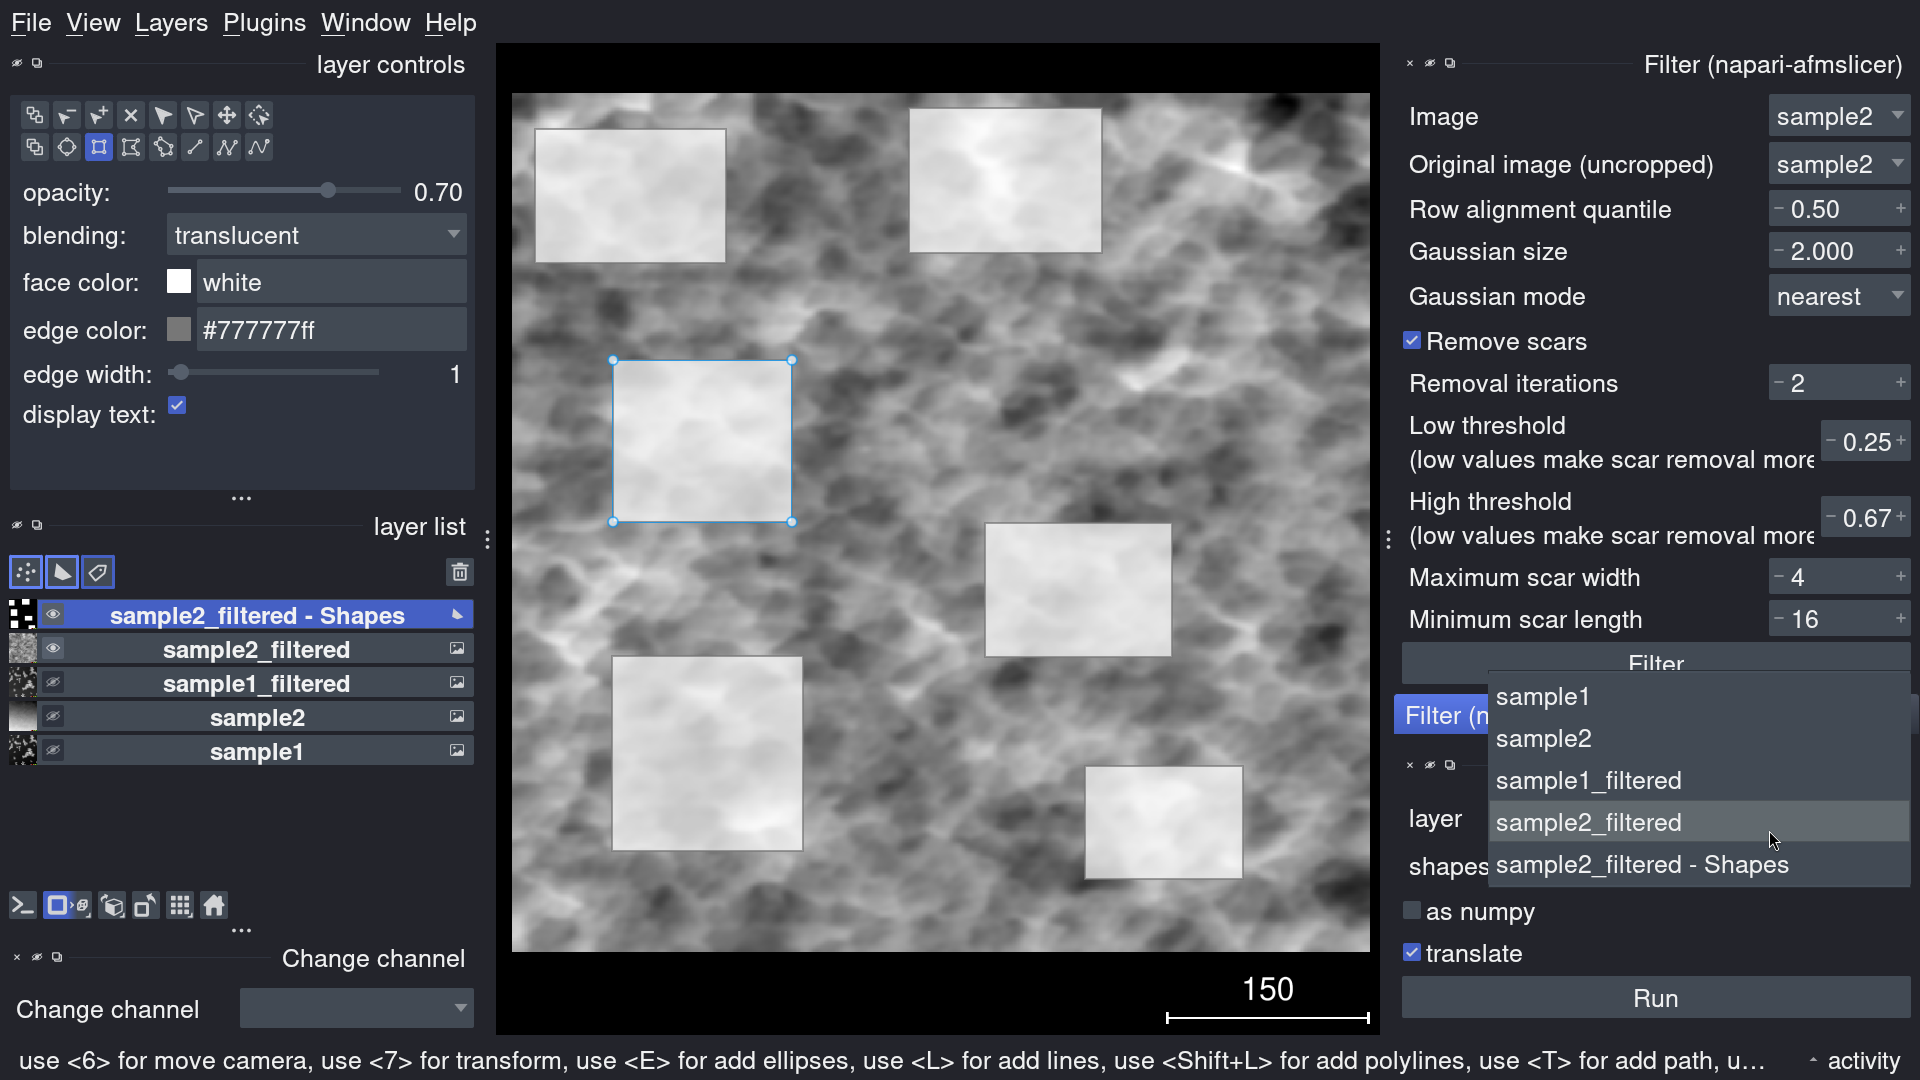 File View Layers Plugins Window Help
layer controls
opacity: 0.70
blending: translucent
face color: white
edge color: #777777ff
edge width: 1
display text:
layer list
sample2_filtered - Shapes
sample2_filtered
sample1_filtered
sample2
sample1
Change channel
Change channel
150
Filter (napari-afmslicer)
Image sample2
Original image (uncropped) sample2
Row alignment quantile 0.50
Gaussian size 2.000
Gaussian mode nearest
Remove scars
Removal iterations 2
Low threshold
(low values make scar removal more 0.25
High threshold
(low values make scar removal more 0.67
Maximum scar width 4
Minimum scar length 16
Filter
Filter (n
sample1
sample2
sample1_filtered
sample2_filtered
sample2_filtered - Shapes
layer
shapes
as numpy
translate
Run
use <6> for move camera, use <7> for transform, use <E> for add ellipses, use <L> for add lines, use <Shift+L> for add polylines, use <T> for add path, u…
activity